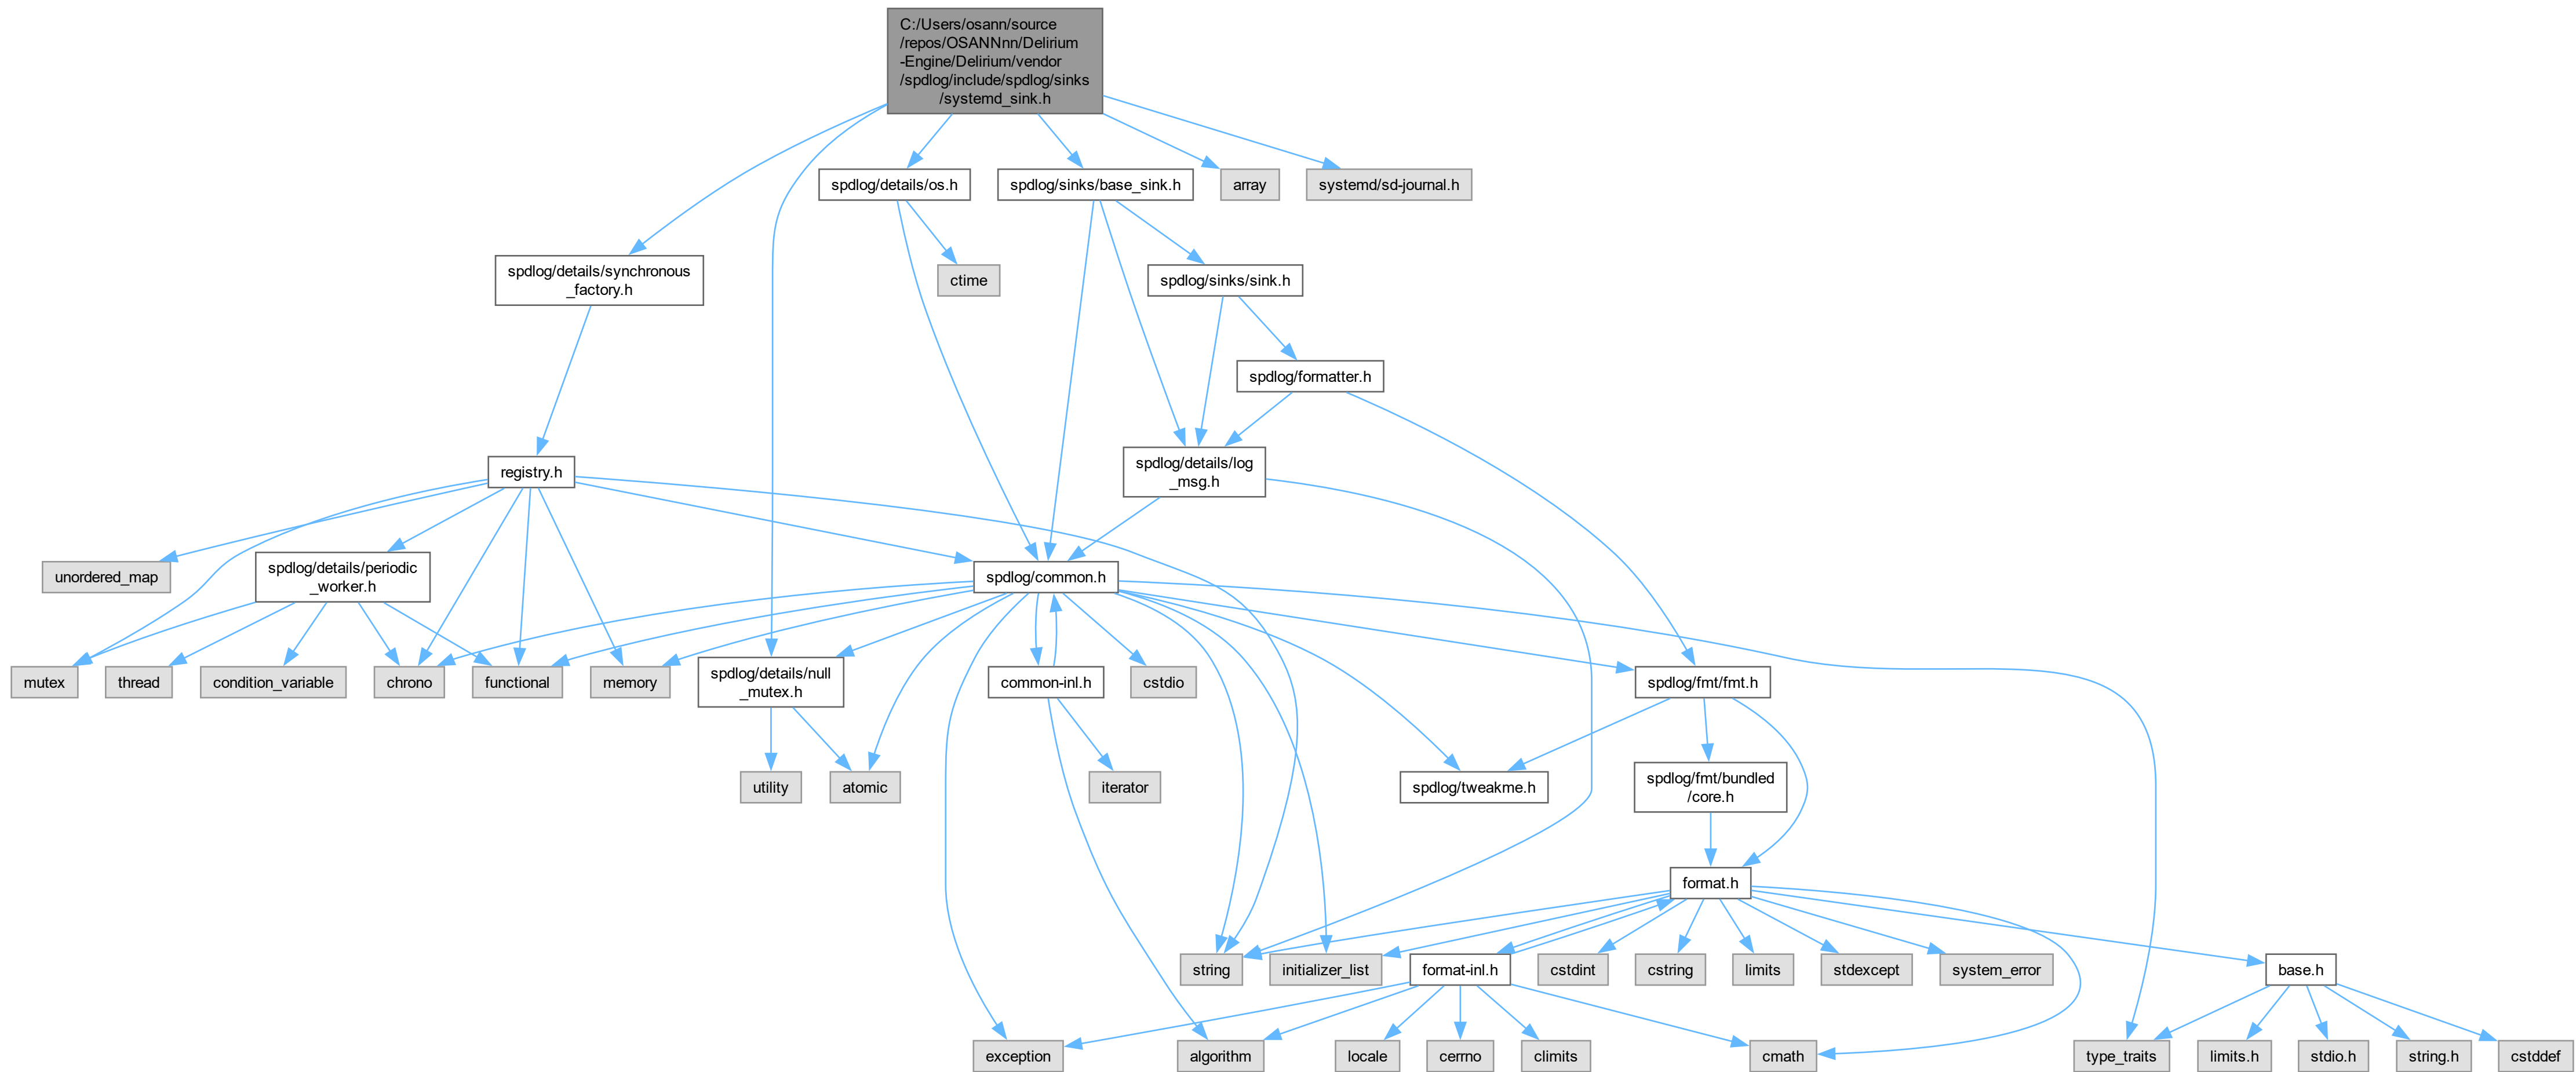 C:/Users/osann/source
/repos/OSANNnn/Delirium
-Engine/Delirium/vendor
/spdlog/include/spdlog/sinks
/systemd_sink.h
spdlog/details/os.h
spdlog/sinks/base_sink.h
array
systemd/sd-journal.h
spdlog/details/synchronous
_factory.h
ctime
spdlog/sinks/sink.h
spdlog/formatter.h
registry.h
spdlog/details/log
_msg.h
unordered_map
spdlog/details/periodic
_worker.h
spdlog/common.h
mutex
thread
condition_variable
chrono
functional
memory
spdlog/details/null
_mutex.h
common-inl.h
cstdio
spdlog/fmt/fmt.h
utility
atomic
iterator
spdlog/tweakme.h
spdlog/fmt/bundled
/core.h
format.h
string
initializer_list
format-inl.h
cstdint
cstring
limits
stdexcept
system_error
base.h
exception
algorithm
locale
cerrno
climits
cmath
type_traits
limits.h
stdio.h
string.h
cstddef